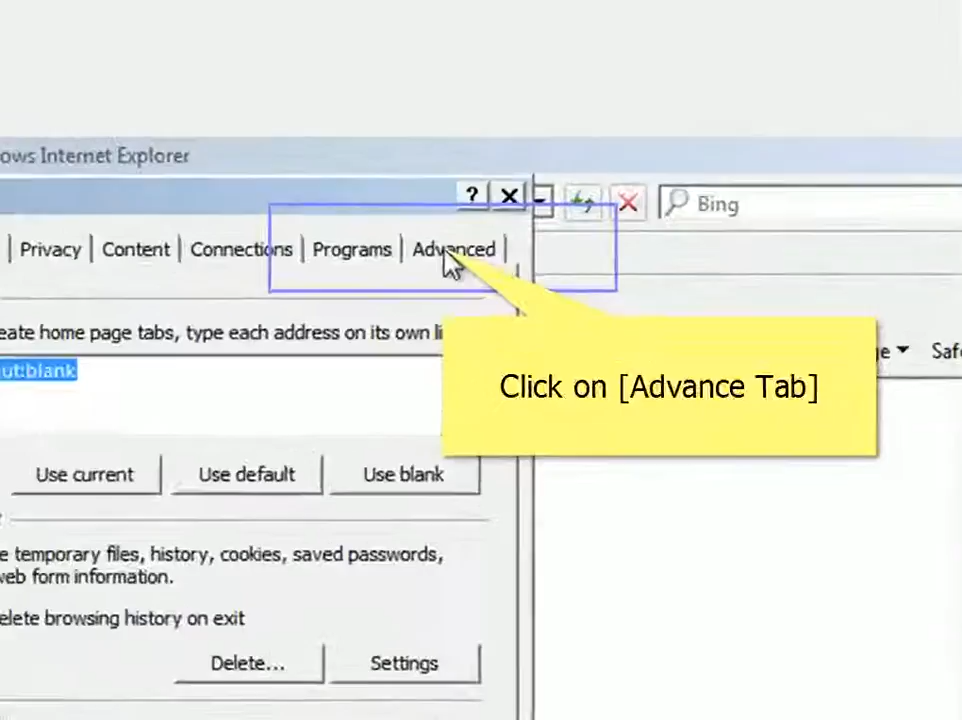 ows Internet Explorer
? X
Bing
Privacy Content Connections Programs Advanced
eate home page tabs, type each address on its own li
ge Safe
ut:blank
Click on [Advance Tab]
Use current Use default Use blank
e temporary files, history, cookies, saved passwords,
web form information.
elete browsing history on exit
Delete... Settings